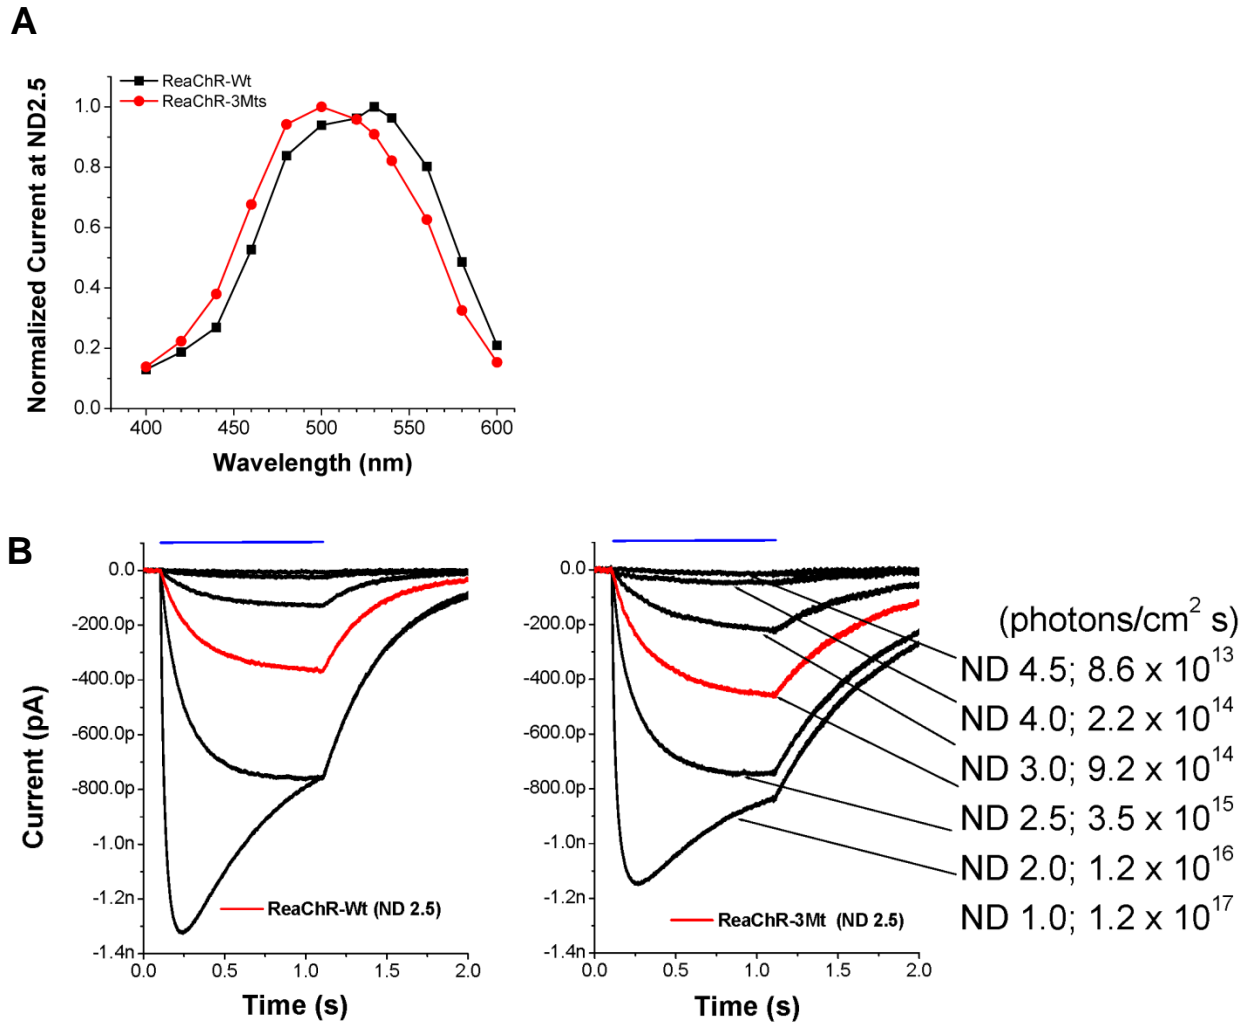 A
ReaChR-Wt
ReaChR-3Mts
Normalized Current at ND2.5
1.0
0.8
0.6
0.4
0.2
0.0
400 450 500 550 600
Wavelength (nm)
B
Current (pA)
0.0
-200.0p
-400.0p
-600.0p
-800.0p
-1.0n
-1.2n
-1.4n
ReaChR-Wt (ND 2.5)
0.0 0.5 1.0 1.5 2.0
Time (s)
0.0
-200.0p
-400.0p
-600.0p
-800.0p
-1.0n
-1.2n
-1.4n
ReaChR-3Mt (ND 2.5)
0.0 0.5 1.0 1.5 2.0
Time (s)
(photons/cm² s)
ND 4.5; 8.6 x 10¹³
ND 4.0; 2.2 x 10¹⁴
ND 3.0; 9.2 x 10¹⁴
ND 2.5; 3.5 x 10¹⁵
ND 2.0; 1.2 x 10¹⁶
ND 1.0; 1.2 x 10¹⁷